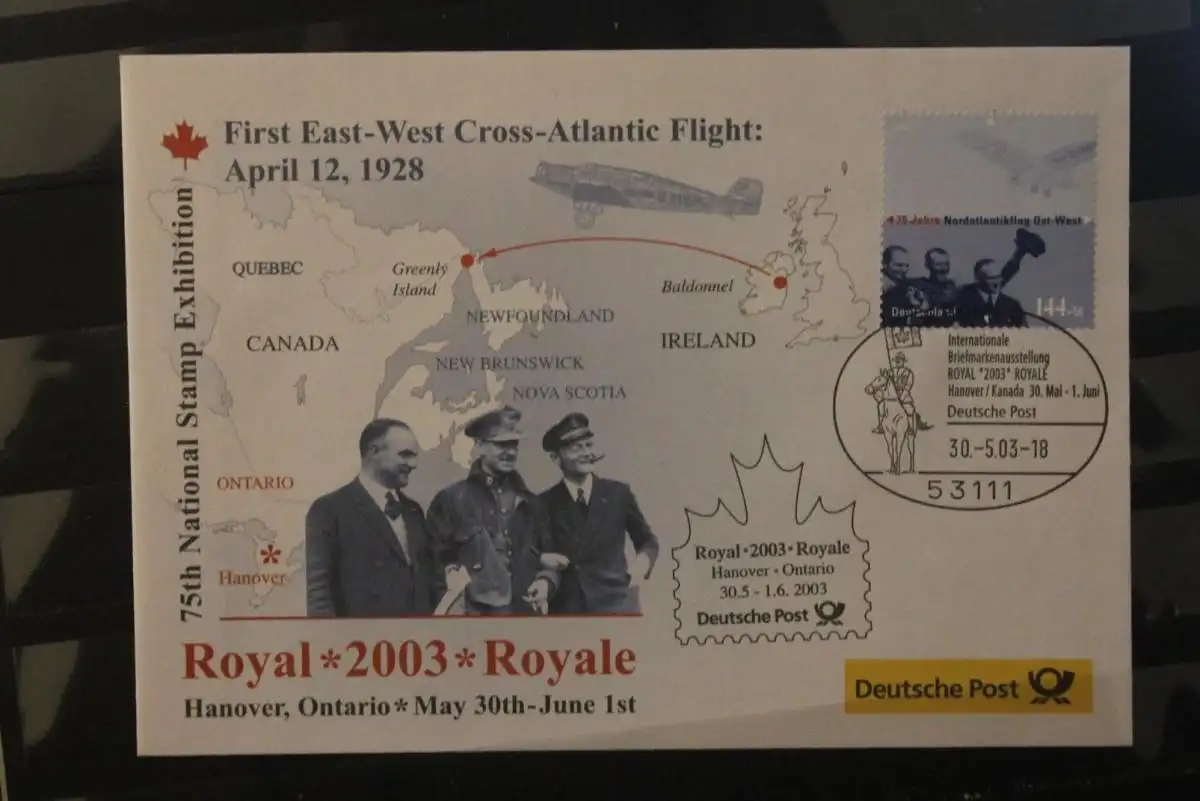 First East-West Cross-Atlantic Flight:
April 12, 1928
75th National Stamp Exhibition
QUEBEC
Greenly
Island
Baldonnel
NEWFOUNDLAND
CANADA
IRELAND
NEW BRUNSWICK
NOVA SCOTIA
ONTARIO
Hanover
Royal*2003*Royale
Hanover, Ontario*May 30th-June 1st
75 Jahre Nordatlantikflug Ost-West
Deutschland
144+56
Internationale
Briefmarkenausstellung
ROYAL *2003* ROYALE
Hanover/Kanada 30. Mai - 1. Juni
Deutsche Post
30.-5.03-18
53111
Royal•2003•Royale
Hanover • Ontario
30.5 - 1.6. 2003
Deutsche Post
Deutsche Post